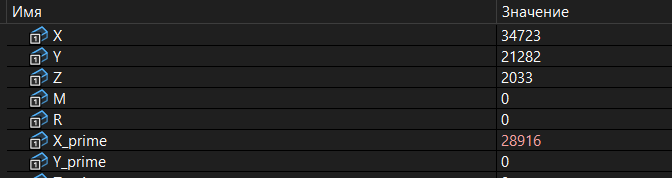 Имя Значение
X 34723
Y 21282
Z 2033
M 0
R 0
X_prime 28916
Y_prime 0